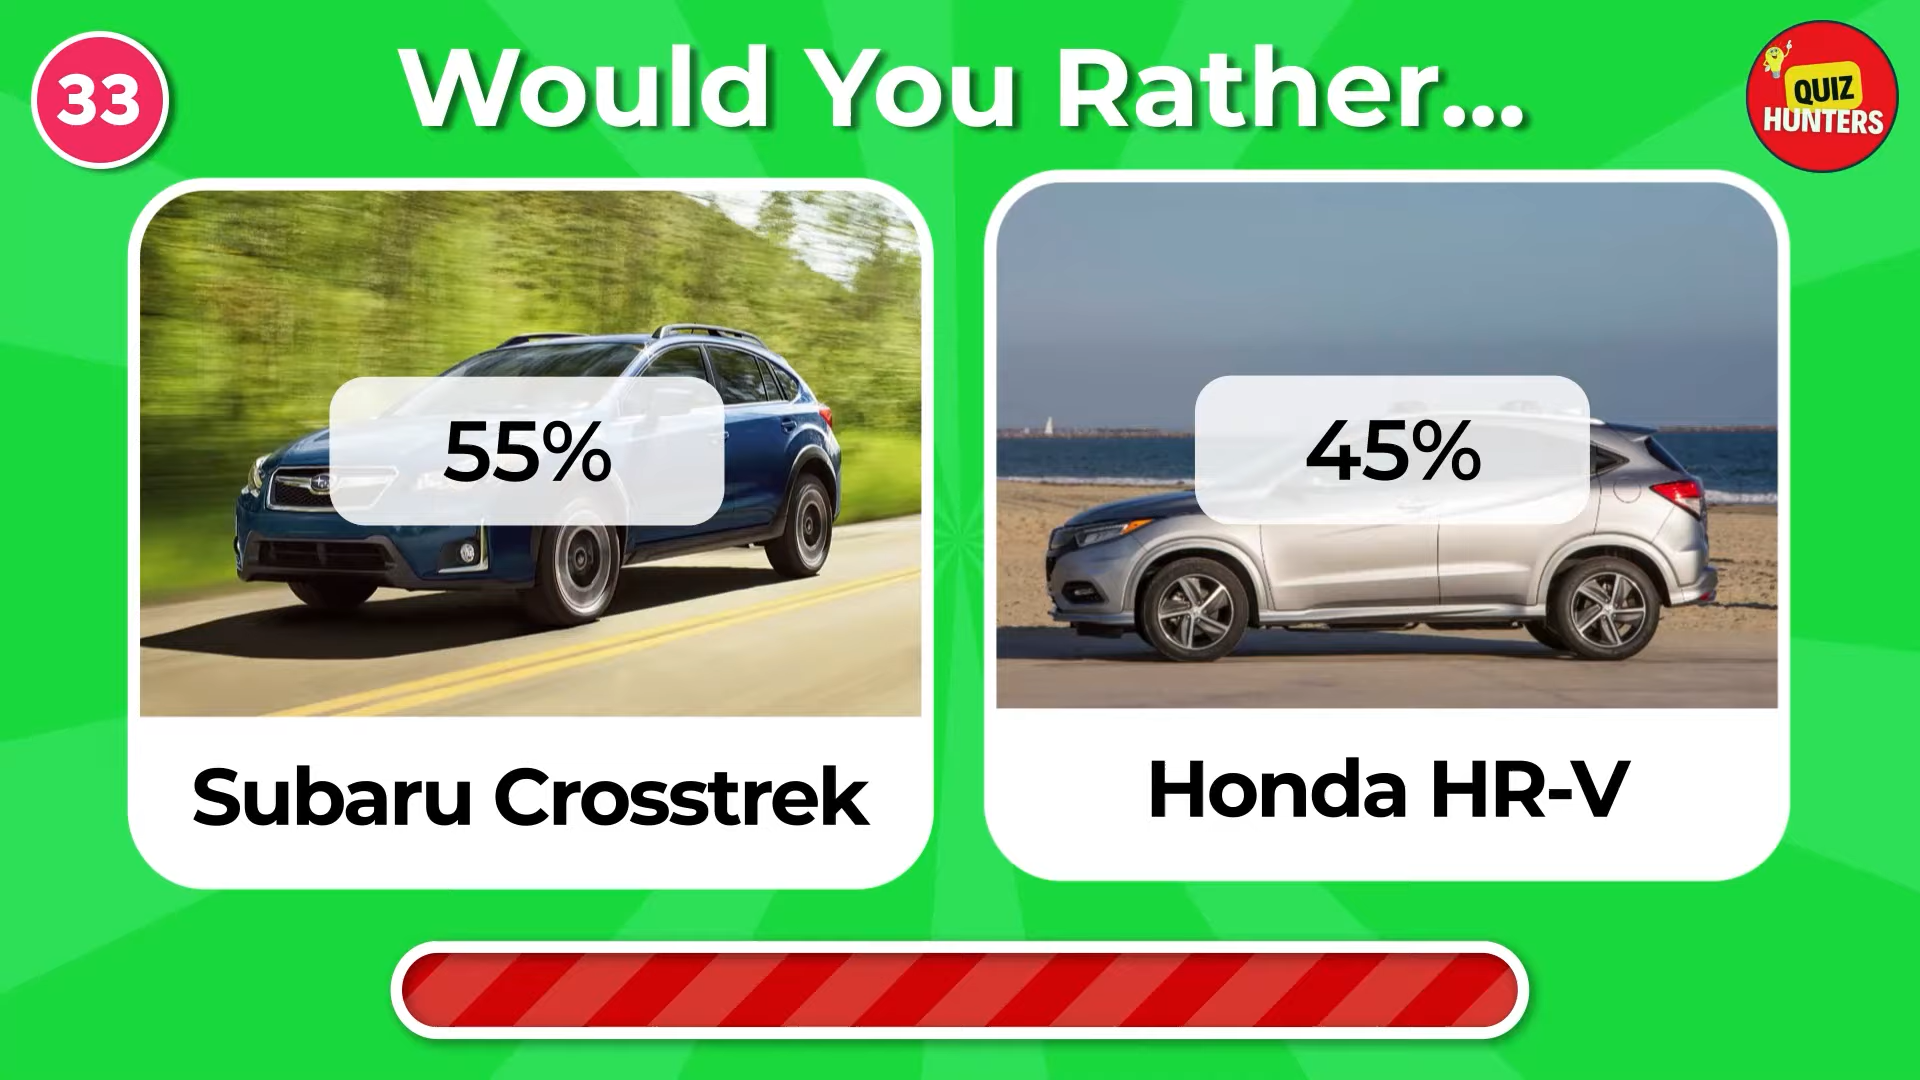 33
Would You Rather...
QUIZ
HUNTERS
55%
45%
Subaru Crosstrek
Honda HR-V